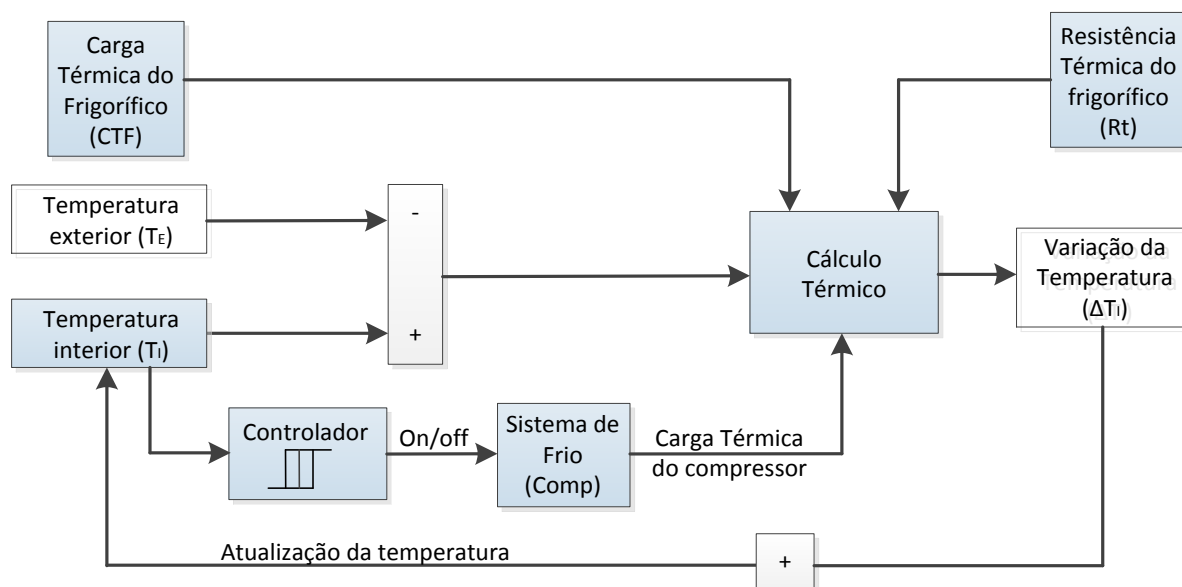 Carga
Térmica do
Frigorífico
(CTF)
Resistência
Térmica do
frigorífico
(Rt)
Temperatura
exterior (TE)
-
+
Cálculo
Térmico
Variação da
Temperatura
(ΔTI)
Temperatura
interior (TI)
Controlador
On/off
Sistema de
Frio
(Comp)
Carga Térmica
do compressor
Atualização da temperatura
+